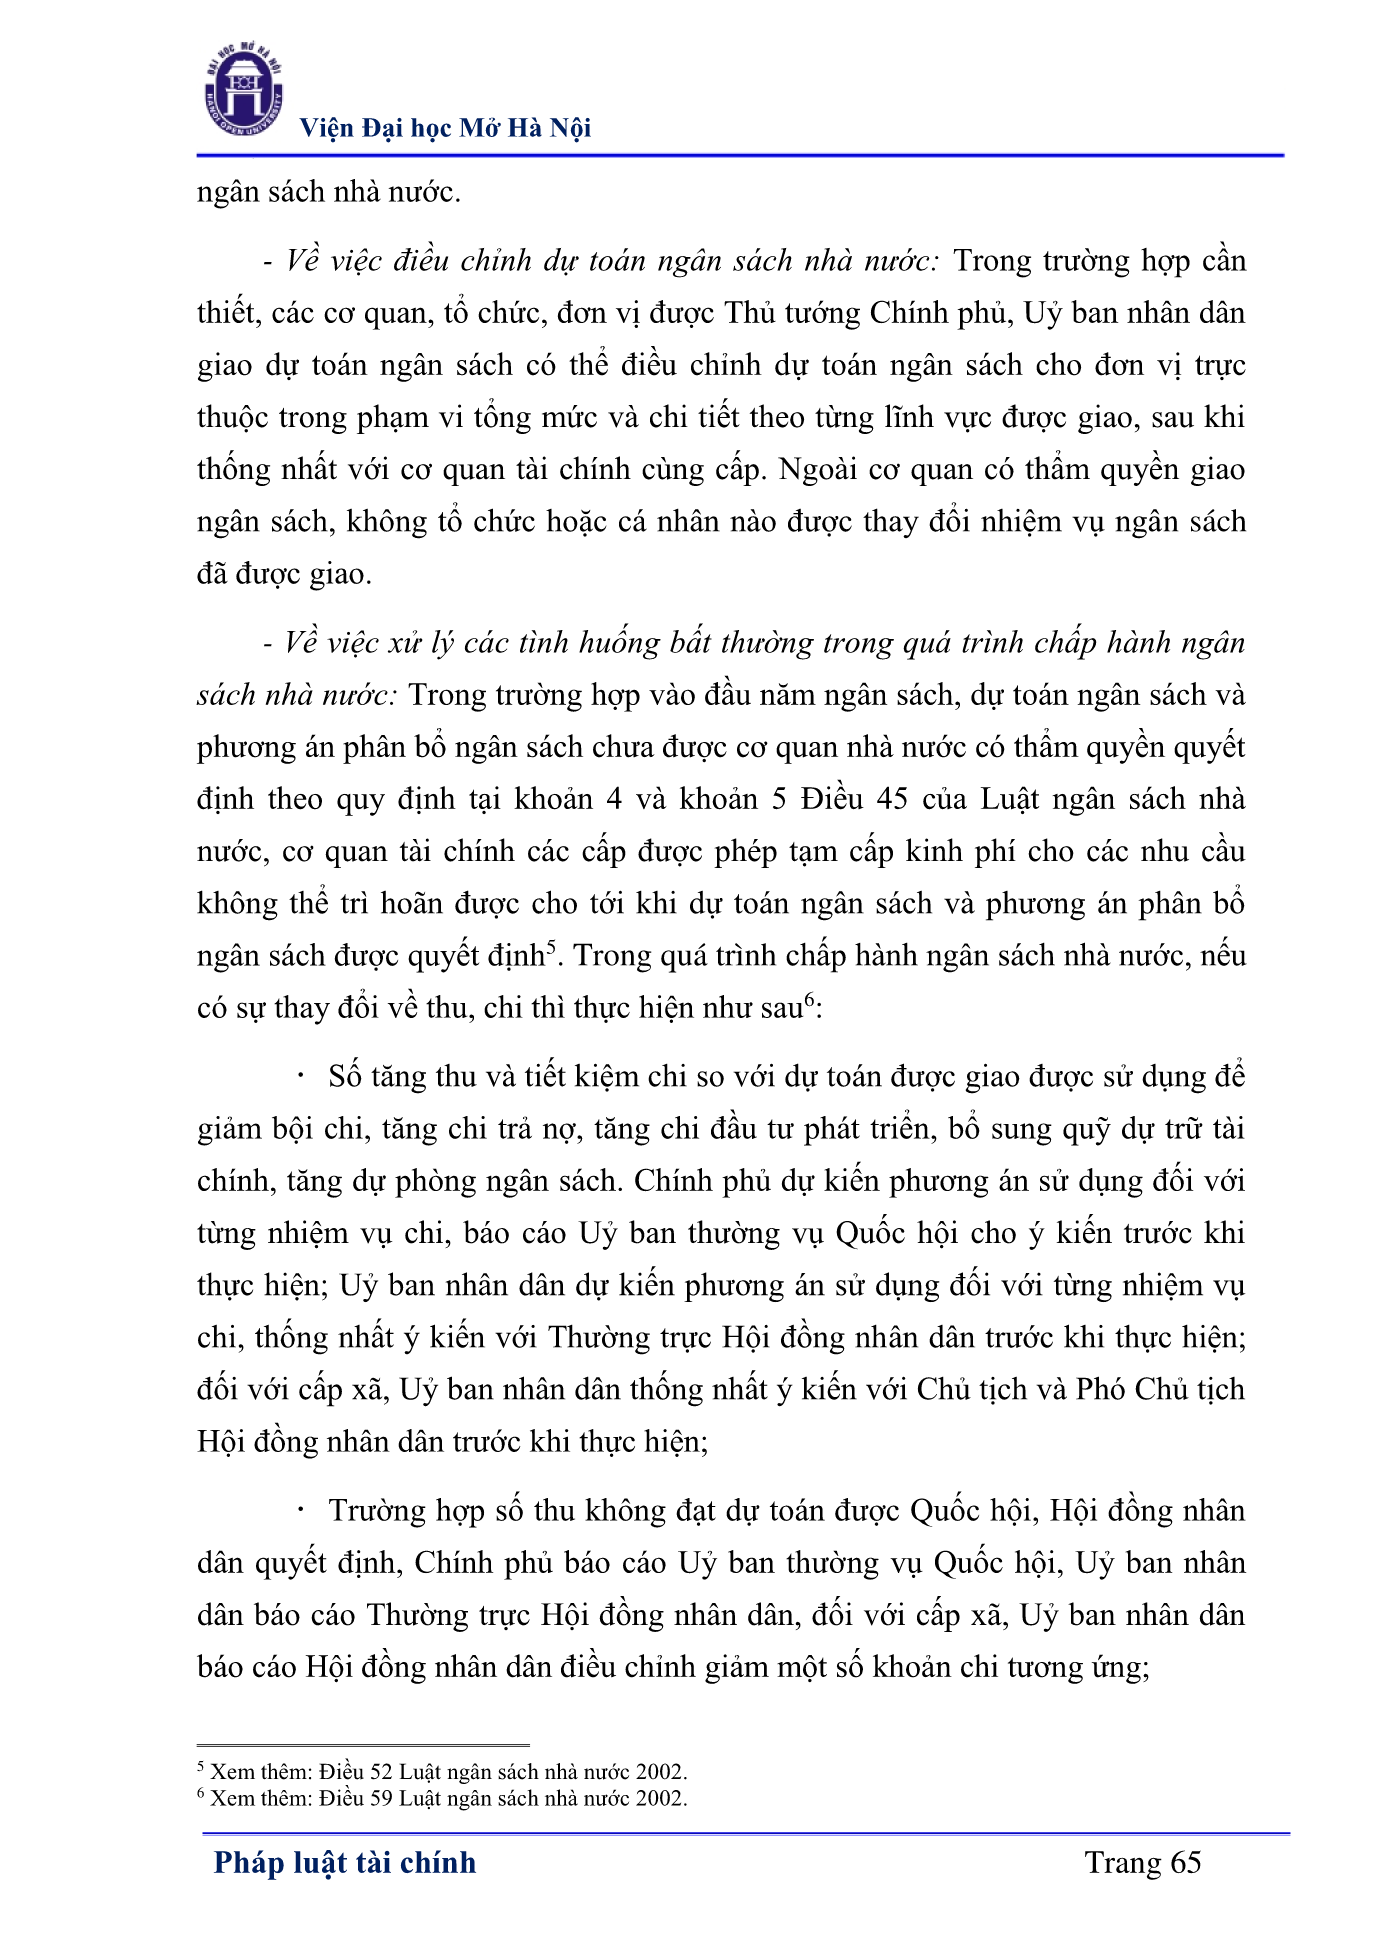 ĐẠI HỌC MỞ HÀ NỘI
HANOI OPEN UNIVERSITY
Viện Đại học Mở Hà Nội
ngân sách nhà nước.
- Về việc điều chỉnh dự toán ngân sách nhà nước: Trong trường hợp cần
thiết, các cơ quan, tổ chức, đơn vị được Thủ tướng Chính phủ, Uỷ ban nhân dân
giao dự toán ngân sách có thể điều chỉnh dự toán ngân sách cho đơn vị trực
thuộc trong phạm vi tổng mức và chi tiết theo từng lĩnh vực được giao, sau khi
thống nhất với cơ quan tài chính cùng cấp. Ngoài cơ quan có thẩm quyền giao
ngân sách, không tổ chức hoặc cá nhân nào được thay đổi nhiệm vụ ngân sách
đã được giao.
- Về việc xử lý các tình huống bất thường trong quá trình chấp hành ngân
sách nhà nước: Trong trường hợp vào đầu năm ngân sách, dự toán ngân sách và
phương án phân bổ ngân sách chưa được cơ quan nhà nước có thẩm quyền quyết
định theo quy định tại khoản 4 và khoản 5 Điều 45 của Luật ngân sách nhà
nước, cơ quan tài chính các cấp được phép tạm cấp kinh phí cho các nhu cầu
không thể trì hoãn được cho tới khi dự toán ngân sách và phương án phân bổ
ngân sách được quyết định⁵. Trong quá trình chấp hành ngân sách nhà nước, nếu
có sự thay đổi về thu, chi thì thực hiện như sau⁶:
· Số tăng thu và tiết kiệm chi so với dự toán được giao được sử dụng để
giảm bội chi, tăng chi trả nợ, tăng chi đầu tư phát triển, bổ sung quỹ dự trữ tài
chính, tăng dự phòng ngân sách. Chính phủ dự kiến phương án sử dụng đối với
từng nhiệm vụ chi, báo cáo Uỷ ban thường vụ Quốc hội cho ý kiến trước khi
thực hiện; Uỷ ban nhân dân dự kiến phương án sử dụng đối với từng nhiệm vụ
chi, thống nhất ý kiến với Thường trực Hội đồng nhân dân trước khi thực hiện;
đối với cấp xã, Uỷ ban nhân dân thống nhất ý kiến với Chủ tịch và Phó Chủ tịch
Hội đồng nhân dân trước khi thực hiện;
· Trường hợp số thu không đạt dự toán được Quốc hội, Hội đồng nhân
dân quyết định, Chính phủ báo cáo Uỷ ban thường vụ Quốc hội, Uỷ ban nhân
dân báo cáo Thường trực Hội đồng nhân dân, đối với cấp xã, Uỷ ban nhân dân
báo cáo Hội đồng nhân dân điều chỉnh giảm một số khoản chi tương ứng;
⁵ Xem thêm: Điều 52 Luật ngân sách nhà nước 2002.
⁶ Xem thêm: Điều 59 Luật ngân sách nhà nước 2002.
Pháp luật tài chính Trang 65